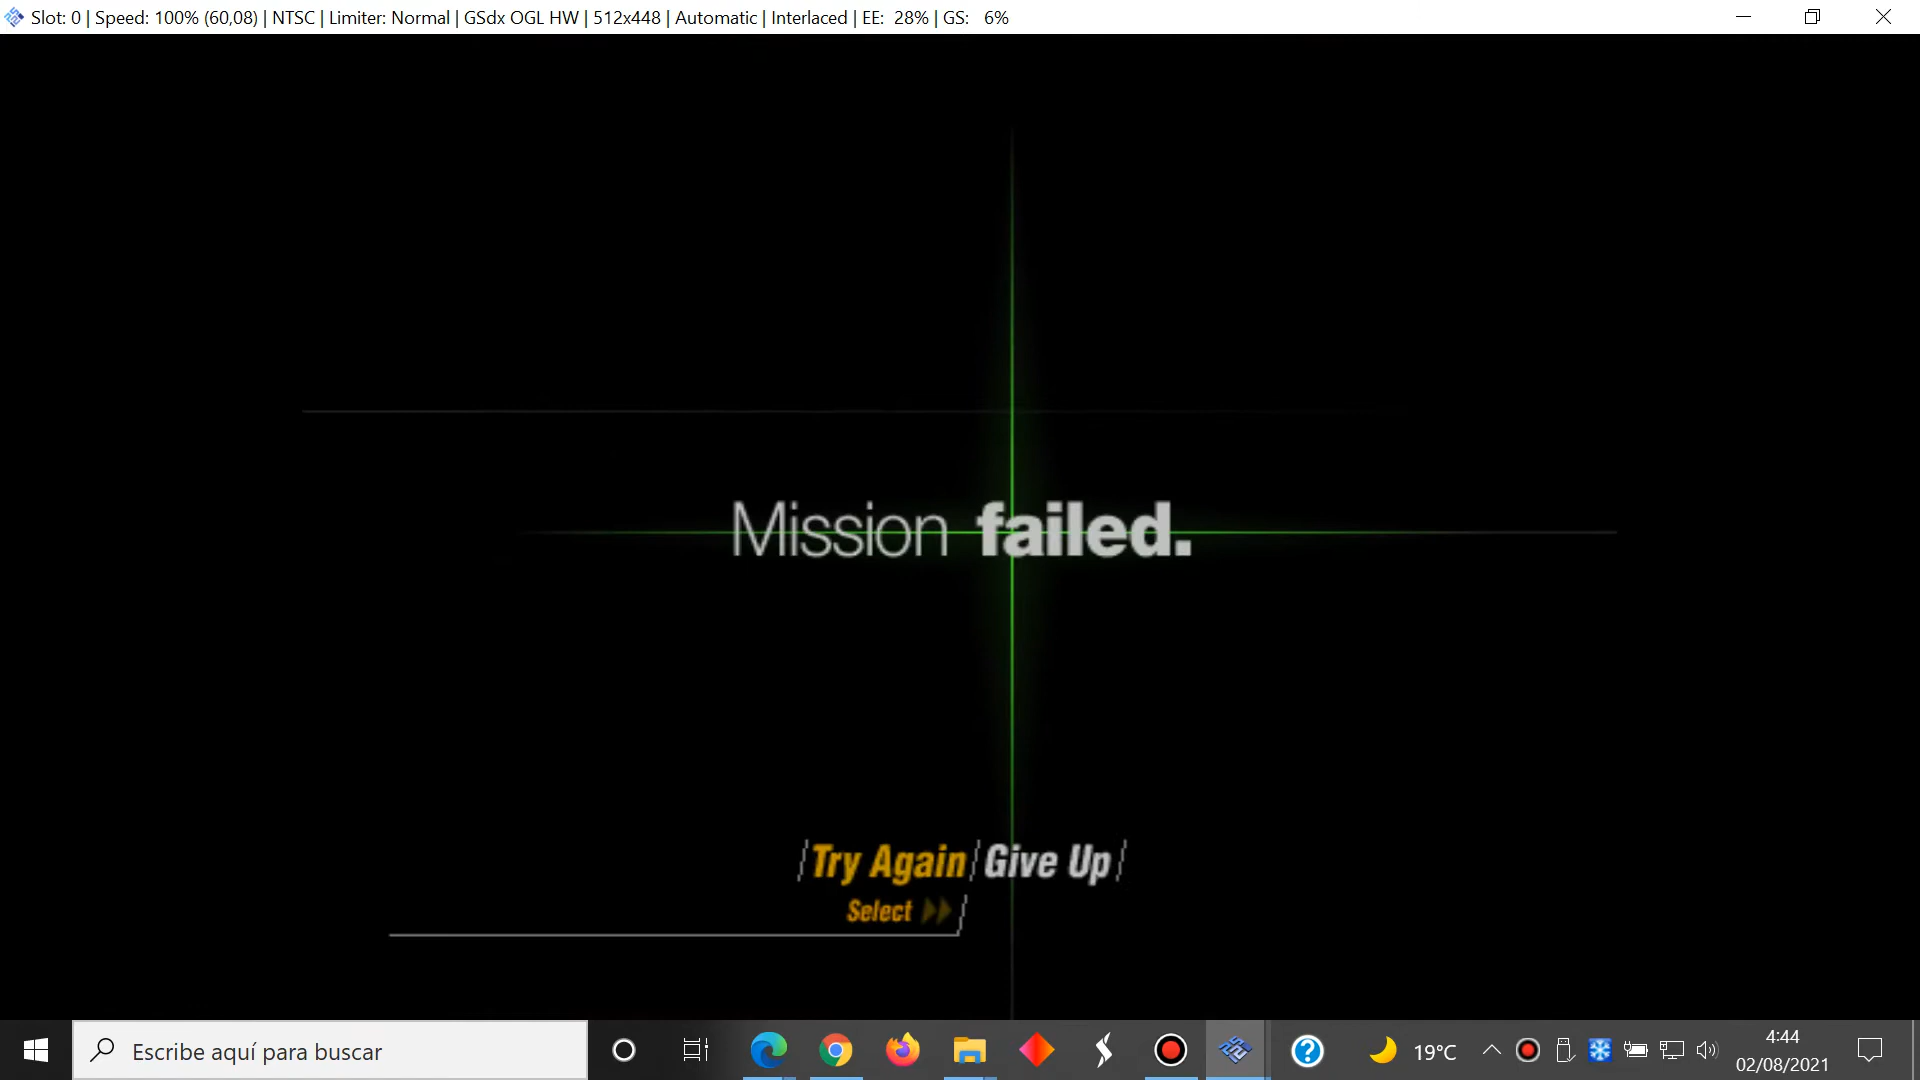 Slot: 0 | Speed: 100% (60,08) | NTSC | Limiter: Normal | GSdx OGL HW | 512x448 | Automatic | Interlaced | EE:  28% | GS:   6%
Mission failed.
Try Again Give Up
Select
Escribe aquí para buscar
19°C
4:44
02/08/2021